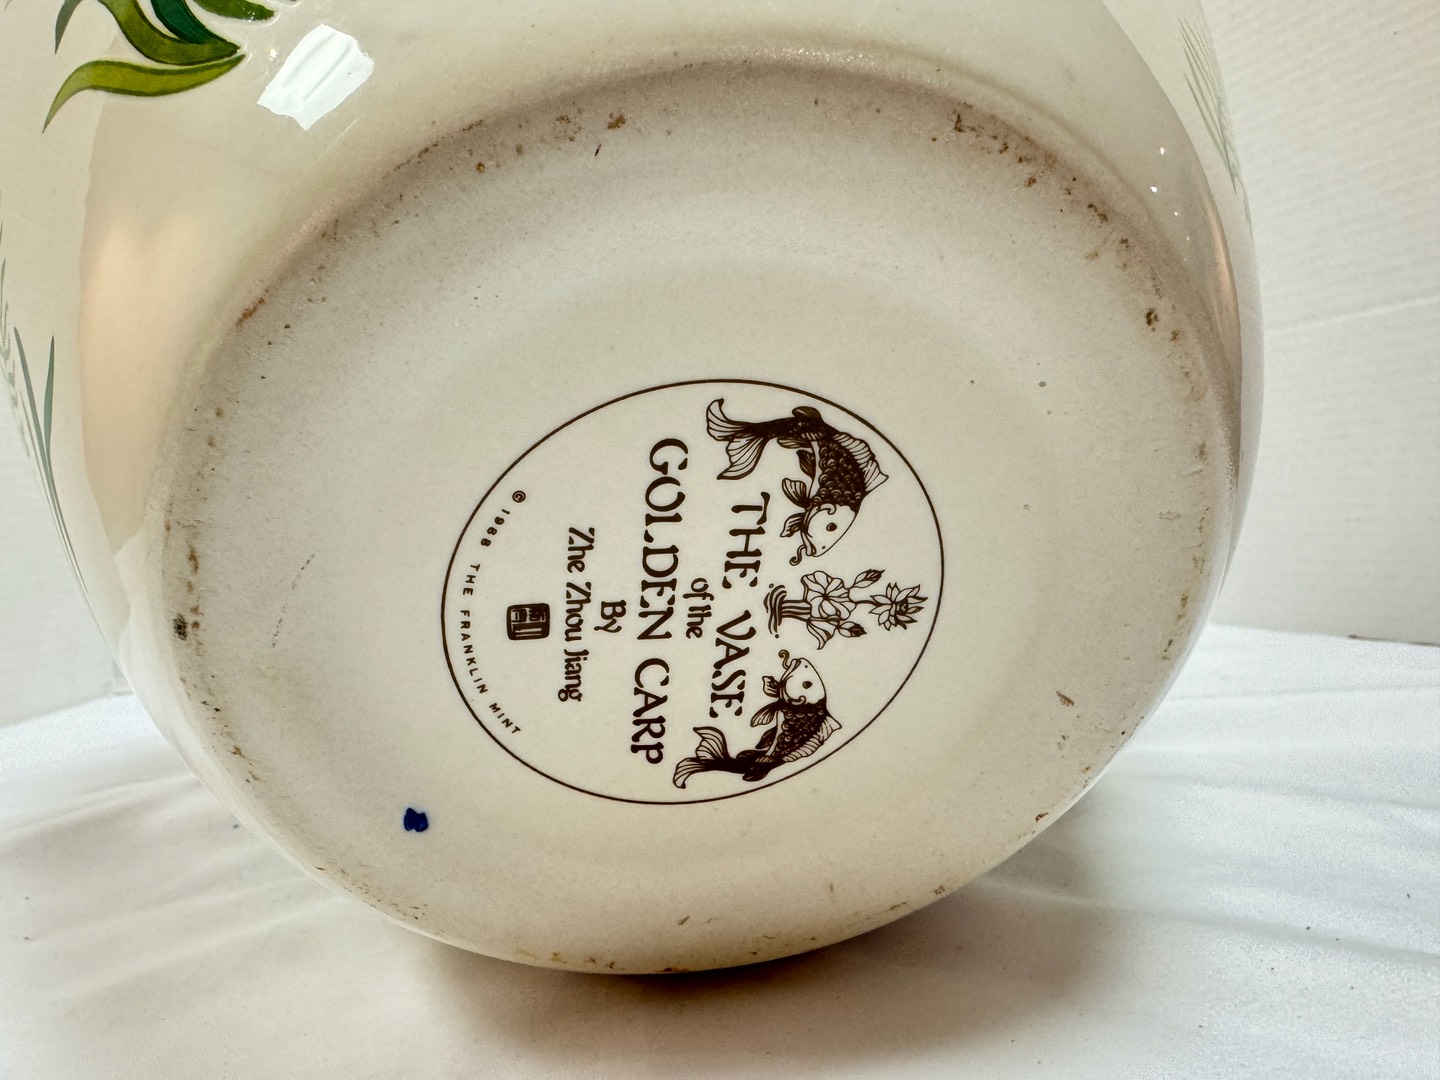 THE VASE
of the
GOLDEN CARP
By
Zhe Zhou Jiang
© 1988 THE FRANKLIN MINT